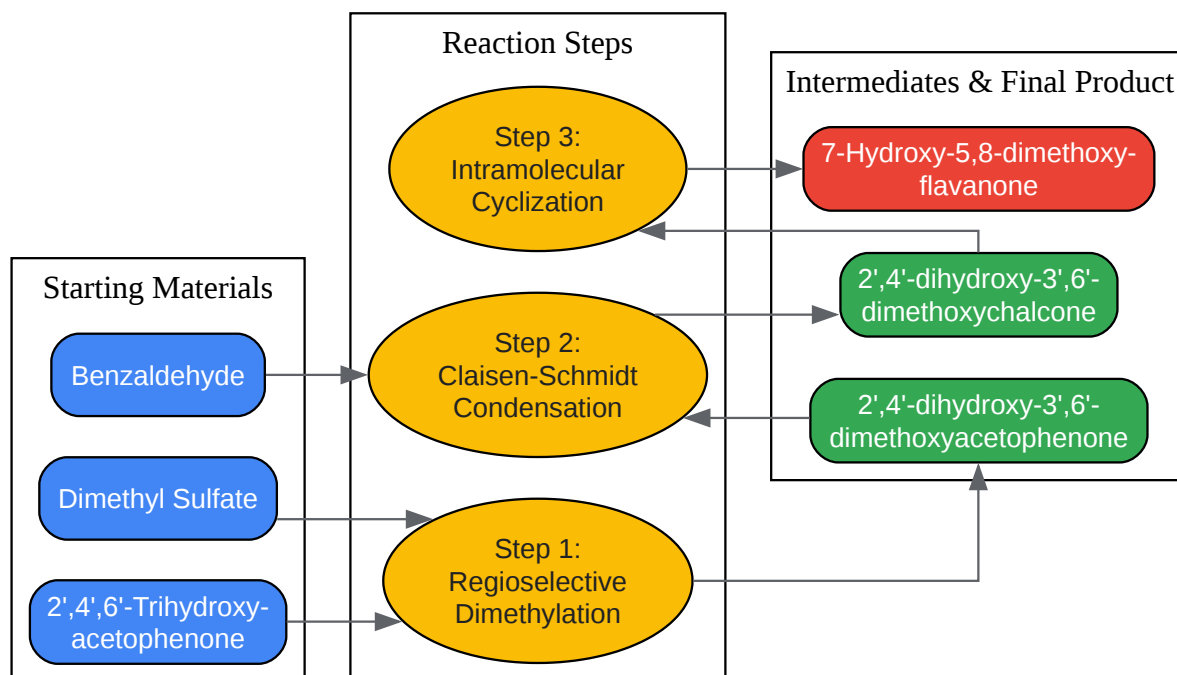 Starting Materials
Benzaldehyde
Dimethyl Sulfate
2',4',6'-Trihydroxy-
acetophenone
Reaction Steps
Step 3:
Intramolecular
Cyclization
Step 2:
Claisen-Schmidt
Condensation
Step 1:
Regioselective
Dimethylation
Intermediates & Final Product
7-Hydroxy-5,8-dimethoxy-
flavanone
2',4'-dihydroxy-3',6'-
dimethoxychalcone
2',4'-dihydroxy-3',6'-
dimethoxyacetophenone